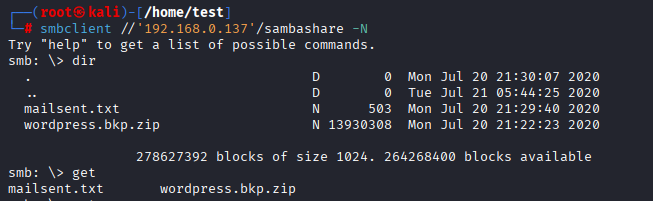 ┌──(root㉿kali)-[/home/test]
└─# smbclient //'192.168.0.137'/sambashare -N
Try "help" to get a list of possible commands.
smb: \> dir
  .                                   D        0  Mon Jul 20 21:30:07 2020
  ..                                  D        0  Tue Jul 21 05:44:25 2020
  mailsent.txt                        N      503  Mon Jul 20 21:29:40 2020
  wordpress.bkp.zip                   N 13930308  Mon Jul 20 21:22:23 2020
                278627392 blocks of size 1024. 264268400 blocks available
smb: \> get
mailsent.txt       wordpress.bkp.zip